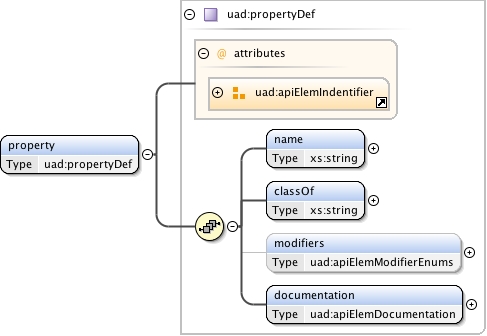 uad:propertyDef
@ attributes
uad:apiElemIndentifier
property
Type uad:propertyDef
name
Type xs:string
classOf
Type xs:string
modifiers
Type uad:apiElemModifierEnums
documentation
Type uad:apiElemDocumentation